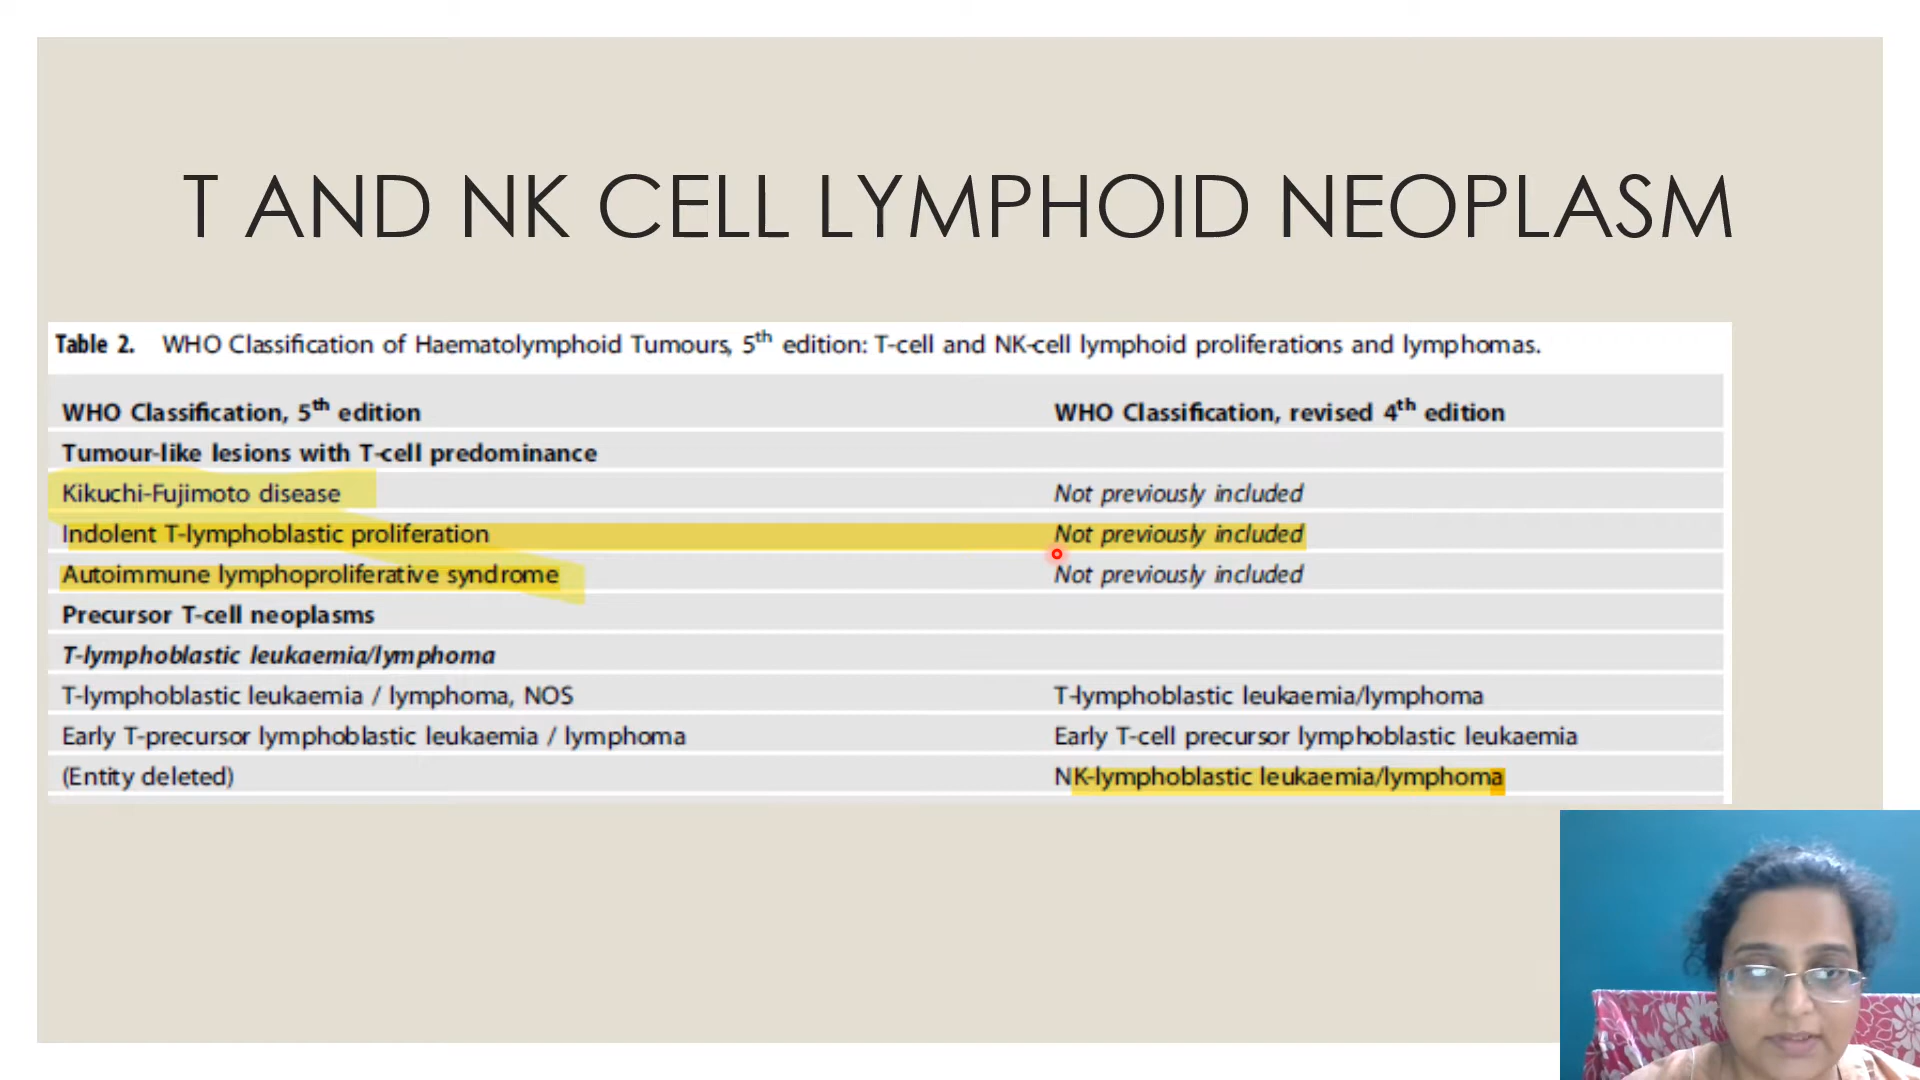 T AND NK CELL LYMPHOID NEOPLASM
Table 2. WHO Classification of Haematolymphoid Tumours, 5th edition: T-cell and NK-cell lymphoid proliferations and lymphomas.
WHO Classification, 5th edition WHO Classification, revised 4th edition
Tumour-like lesions with T-cell predominance
Kikuchi-Fujimoto disease Not previously included
Indolent T-lymphoblastic proliferation Not previously included
Autoimmune lymphoproliferative syndrome Not previously included
Precursor T-cell neoplasms
T-lymphoblastic leukaemia/lymphoma
T-lymphoblastic leukaemia / lymphoma, NOS T-lymphoblastic leukaemia/lymphoma
Early T-precursor lymphoblastic leukaemia / lymphoma Early T-cell precursor lymphoblastic leukaemia
(Entity deleted) NK-lymphoblastic leukaemia/lymphoma